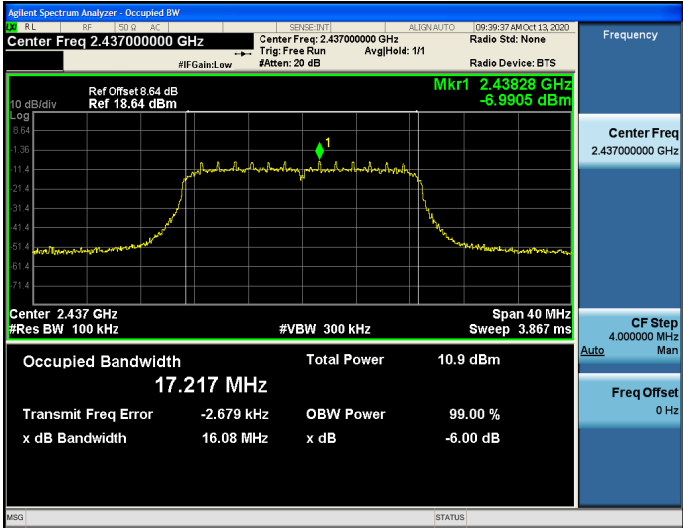 Agilent Spectrum Analyzer - Occupied BW
RL RF 50 Ω AC SENSE:INT ALIGN AUTO 09:39:37 AM Oct 13, 2020
Center Freq 2.437000000 GHz
Center Freq: 2.437000000 GHz
Radio Std: None
Trig: Free Run Avg|Hold: 1/1
#IFGain:Low #Atten: 20 dB Radio Device: BTS
Ref Offset 8.64 dB
10 dB/div Ref 18.64 dBm
Mkr1 2.43828 GHz
-6.9905 dBm
Log
8.64
-1.36
-11.4
-21.4
-31.4
-41.4
-51.4
-61.4
-71.4
1
Center 2.437 GHz Span 40 MHz
#Res BW 100 kHz #VBW 300 kHz Sweep 3.867 ms
Occupied Bandwidth Total Power 10.9 dBm
17.217 MHz
Transmit Freq Error -2.679 kHz OBW Power 99.00 %
x dB Bandwidth 16.08 MHz x dB -6.00 dB
MSG STATUS
Frequency
Center Freq
2.437000000 GHz
CF Step
4.000000 MHz
Auto Man
Freq Offset
0 Hz